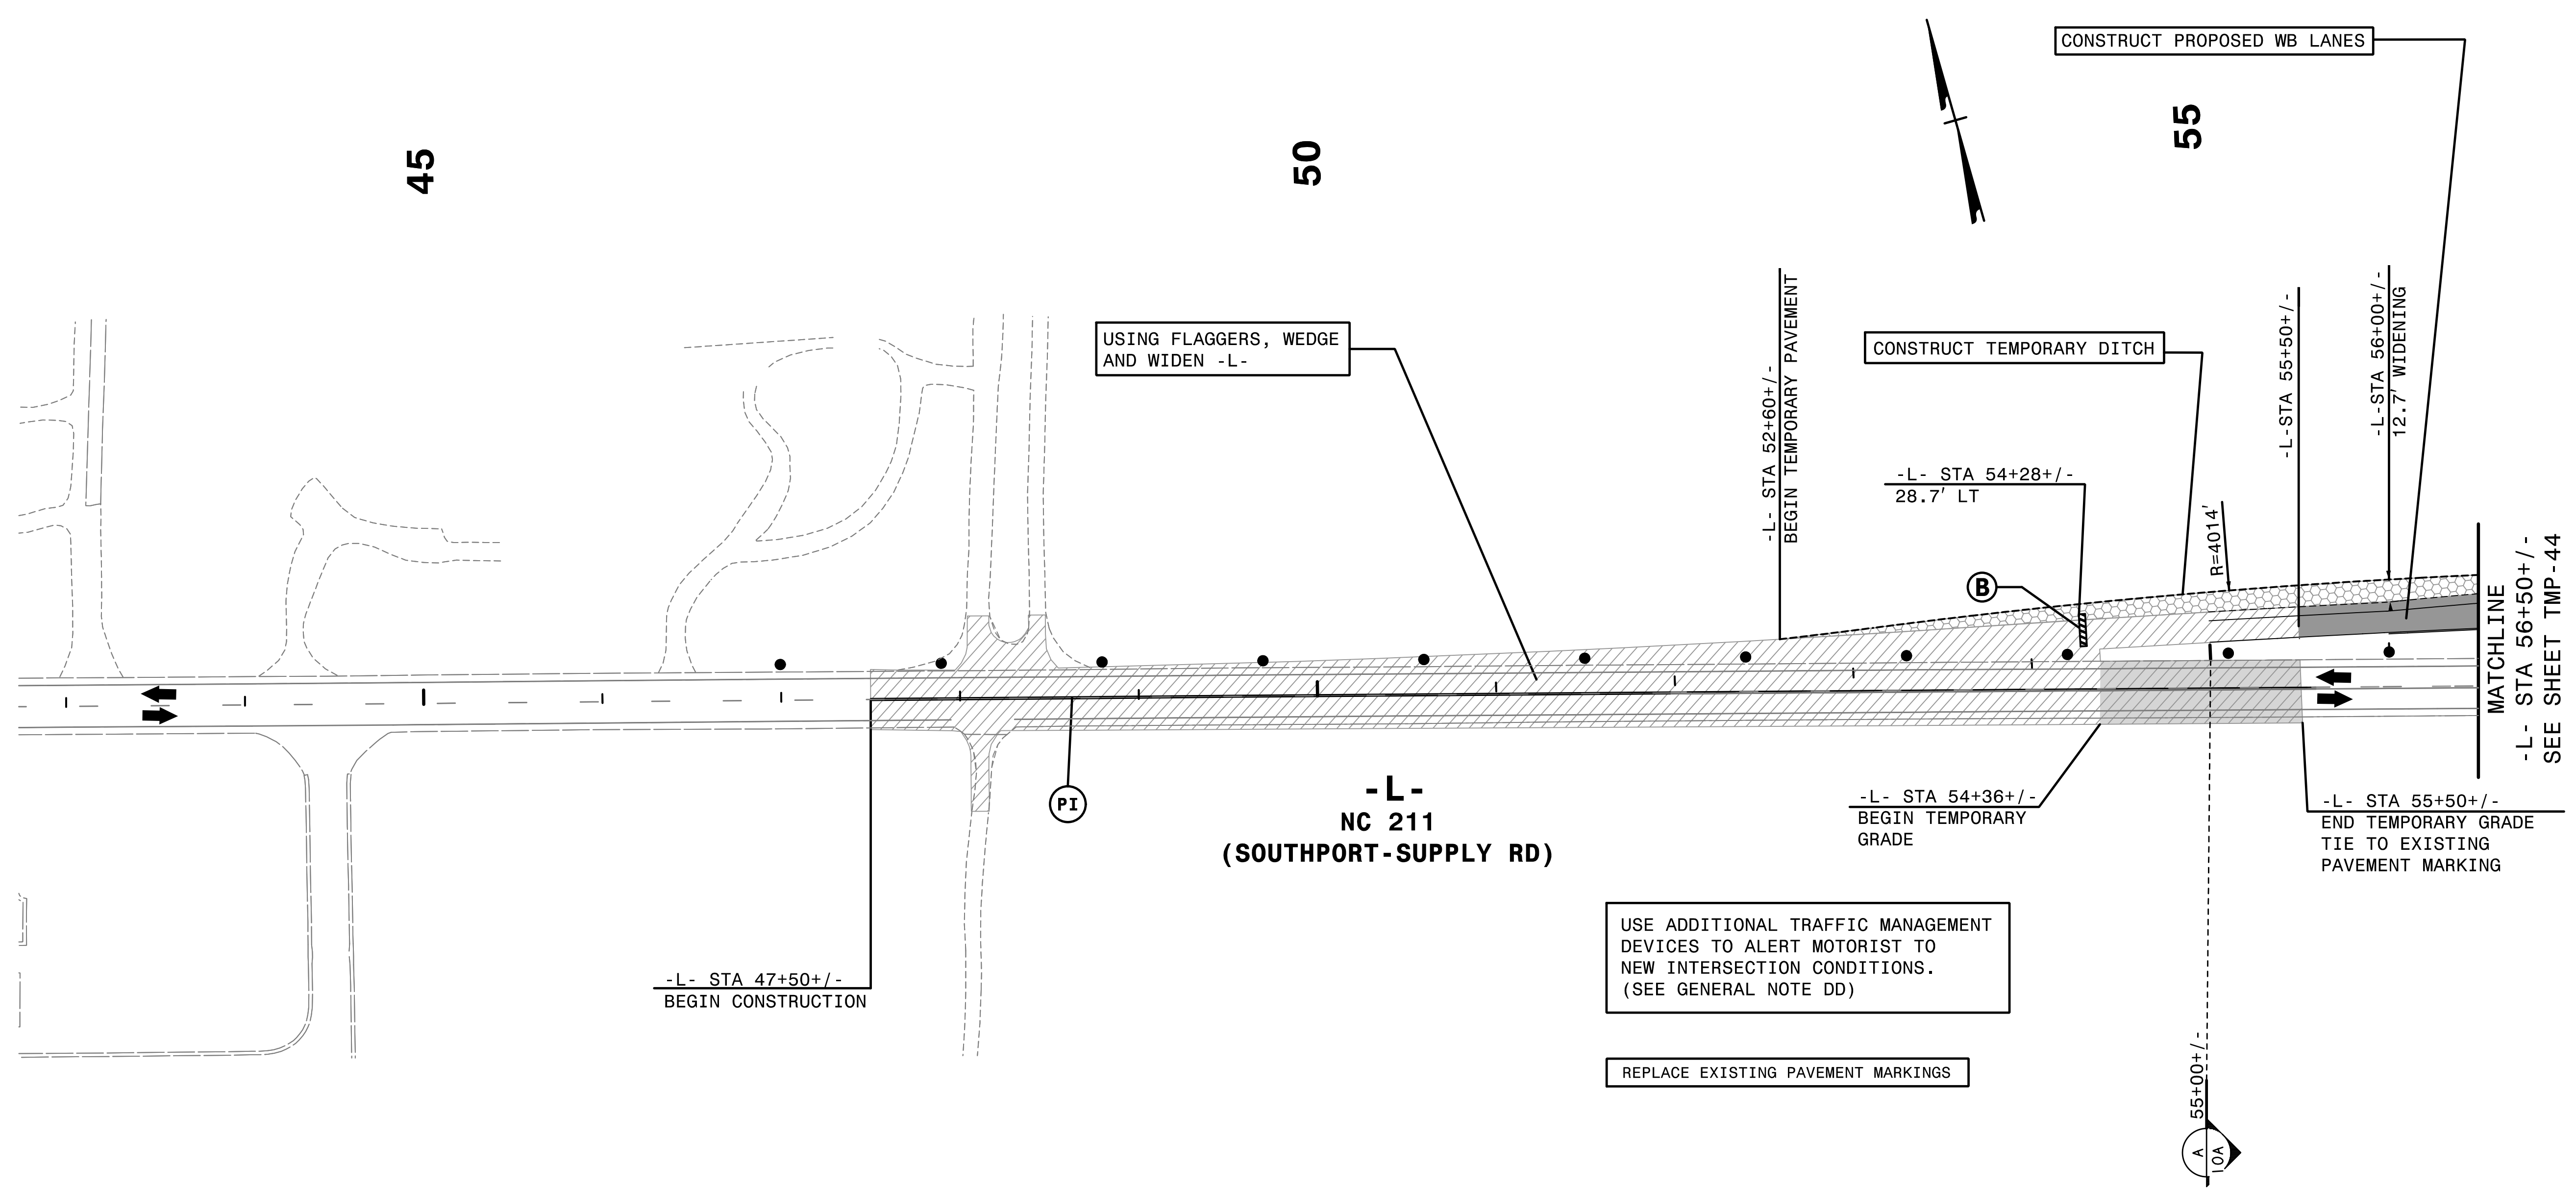 CONSTRUCT PROPOSED WB LANES
45
50
55
USING FLAGGERS, WEDGE
AND WIDEN -L-
-L- STA 52+60+/-
BEGIN TEMPORARY PAVEMENT
CONSTRUCT TEMPORARY DITCH
-L-STA 55+50+/-
-L-STA 56+00+/-
12.7' WIDENING
-L- STA 54+28+/-
28.7' LT
R=4014'
B
MATCHLINE
-L- STA 56+50+/-
SEE SHEET TMP-44
PI
-L-
NC 211
(SOUTHPORT-SUPPLY RD)
-L- STA 54+36+/-
BEGIN TEMPORARY
GRADE
-L- STA 55+50+/-
END TEMPORARY GRADE
TIE TO EXISTING
PAVEMENT MARKING
-L- STA 47+50+/-
BEGIN CONSTRUCTION
USE ADDITIONAL TRAFFIC MANAGEMENT
DEVICES TO ALERT MOTORIST TO
NEW INTERSECTION CONDITIONS.
(SEE GENERAL NOTE DD)
REPLACE EXISTING PAVEMENT MARKINGS
55+00+/-
A
10A